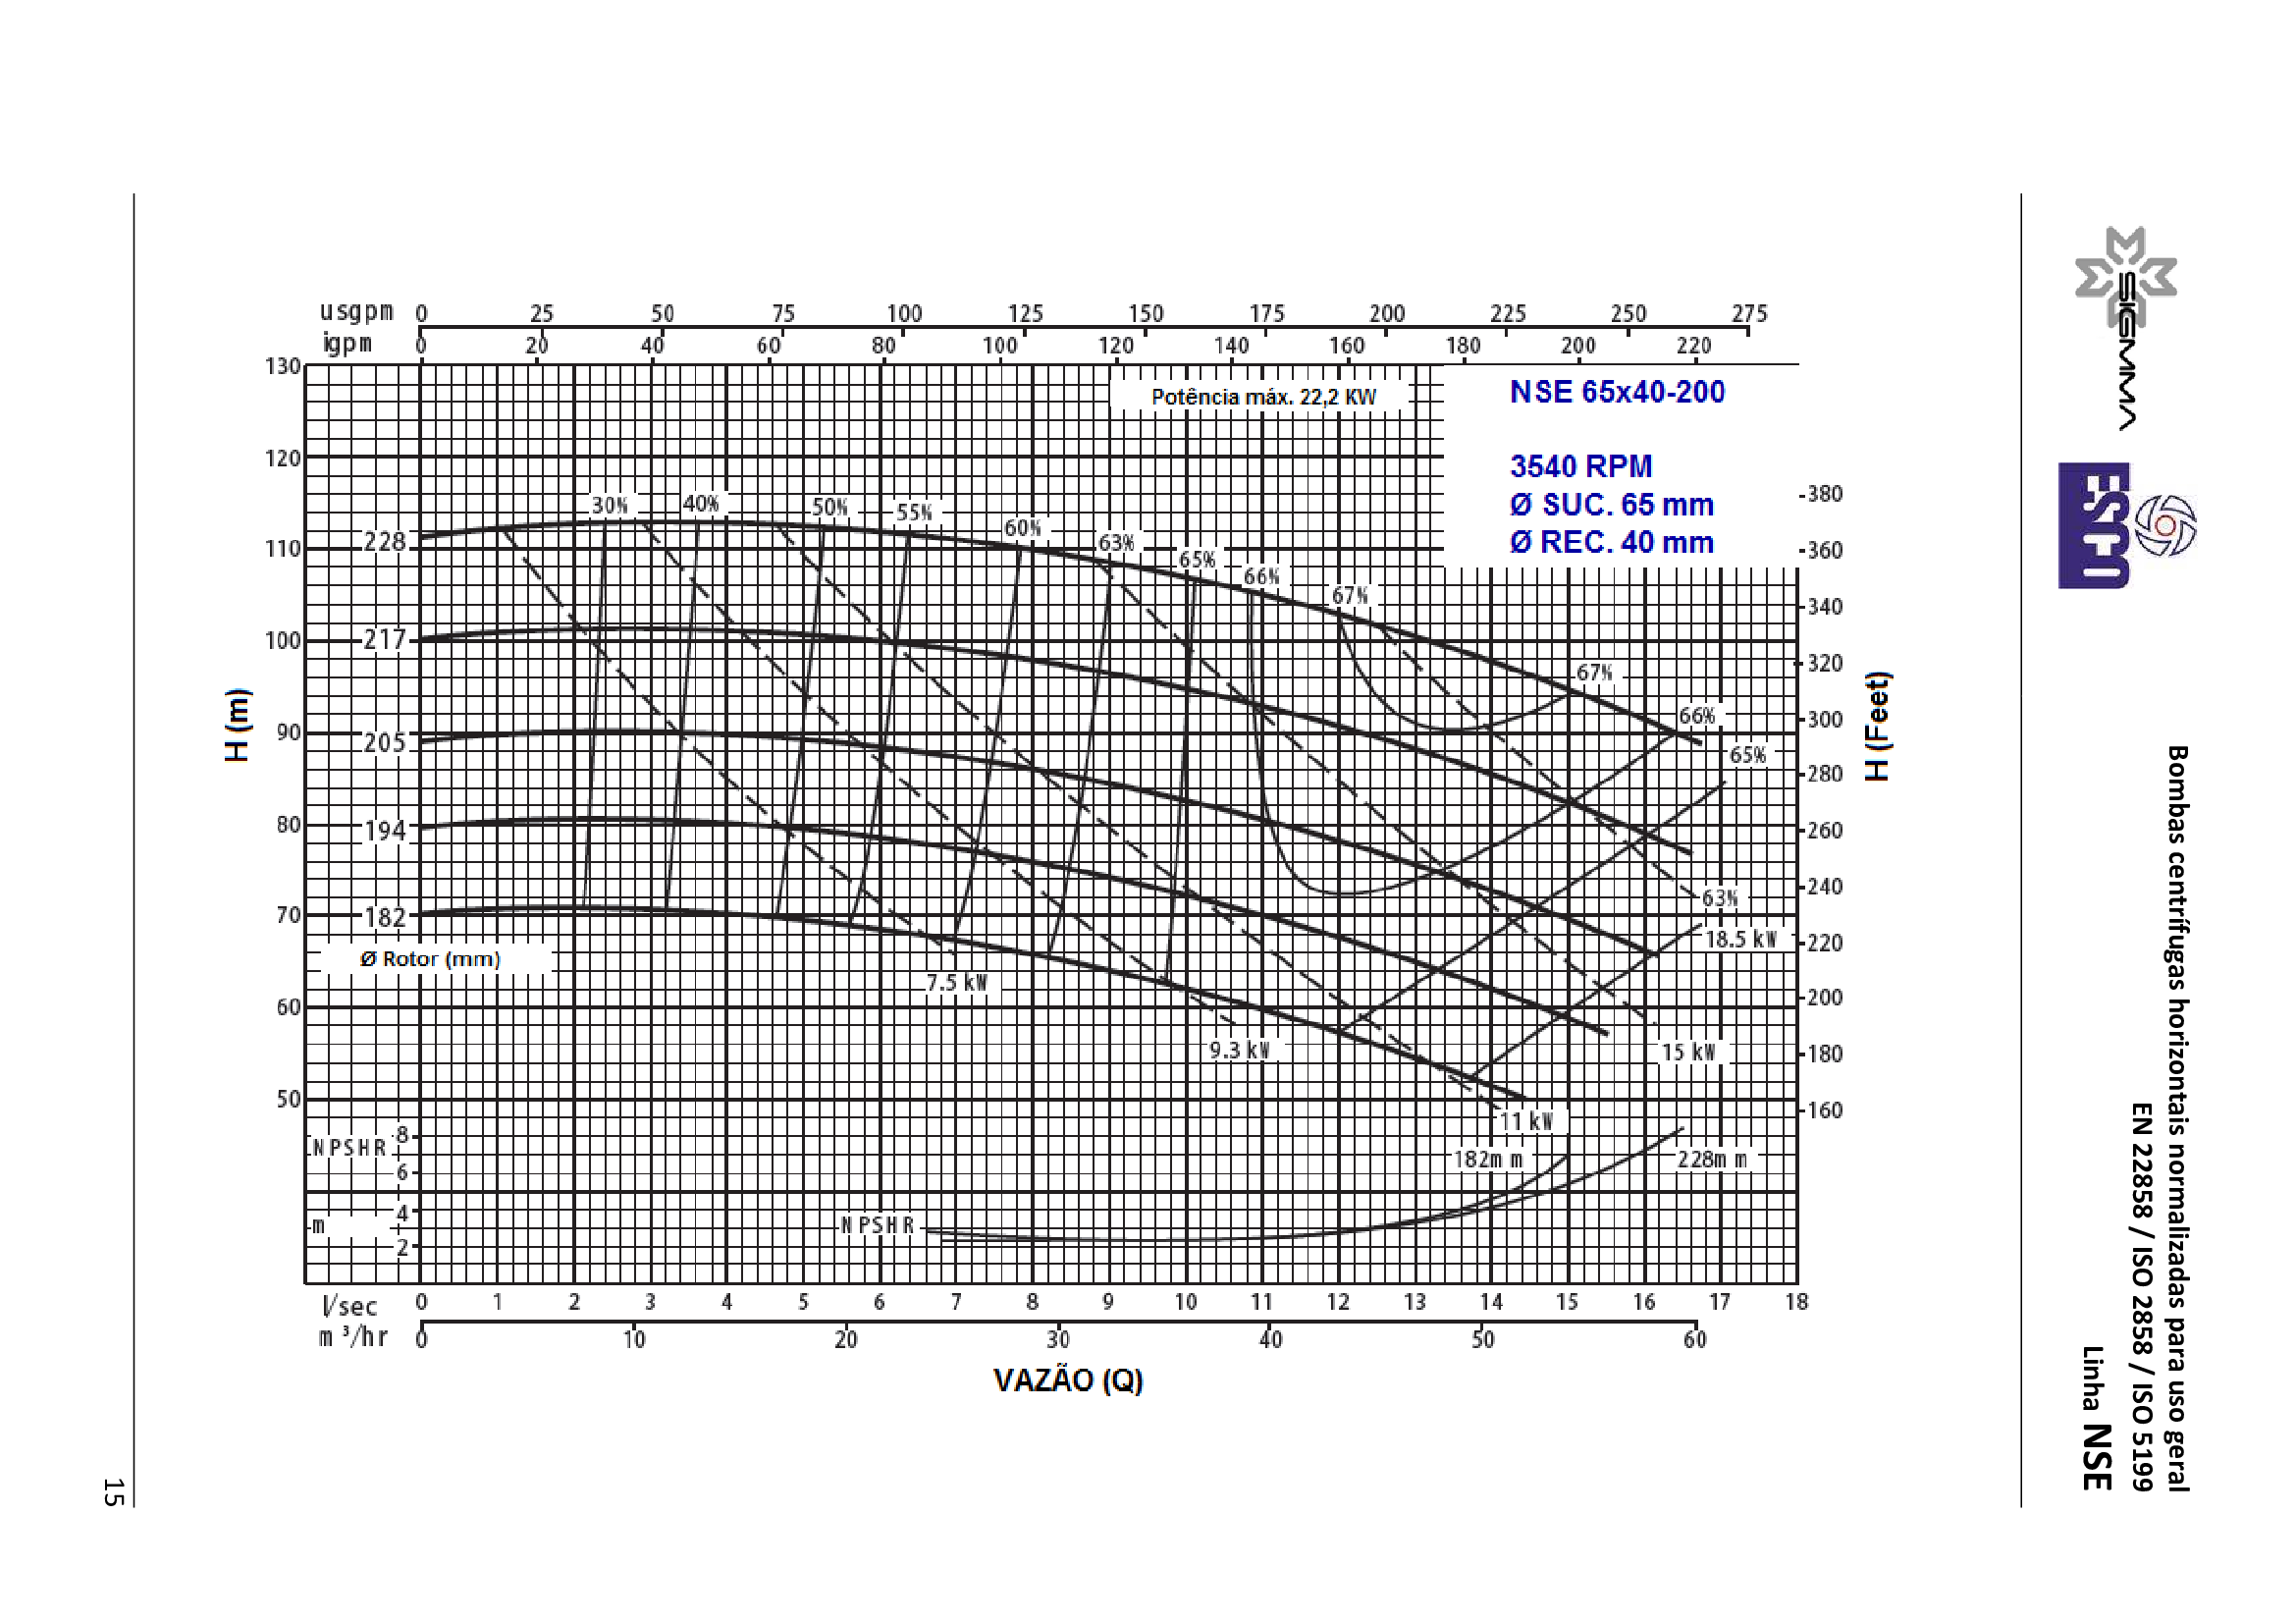 usgpm 0 25 50 75 100 125 150 175 200 225 250 275
igpm 0 20 40 60 80 100 120 140 160 180 200 220
Potência máx. 22,2 KW
NSE 65x40-200
3540 RPM
Ø SUC. 65 mm
Ø REC. 40 mm
H (m)
130
120
110
100
90
80
70
60
50
228
217
205
194
182
Ø Rotor (mm)
30% 40% 50% 55% 60% 63% 65% 66% 67%
67%
66%
65%
63%
7.5 kW
9.3 kW
11 kW
15 kW
18.5 kW
H (Feet)
380
360
340
320
300
280
260
240
220
200
180
160
NPSHR
8
6
4
2
m
NPSHR
182mm
228mm
l/sec 0 1 2 3 4 5 6 7 8 9 10 11 12 13 14 15 16 17 18
m³/hr 0 10 20 30 40 50 60
VAZÃO (Q)
SIGMMA
ESCO
Bombas centrífugas horizontais normalizadas para uso geral
EN 22858 / ISO 2858 / ISO 5199
Linha NSE
15